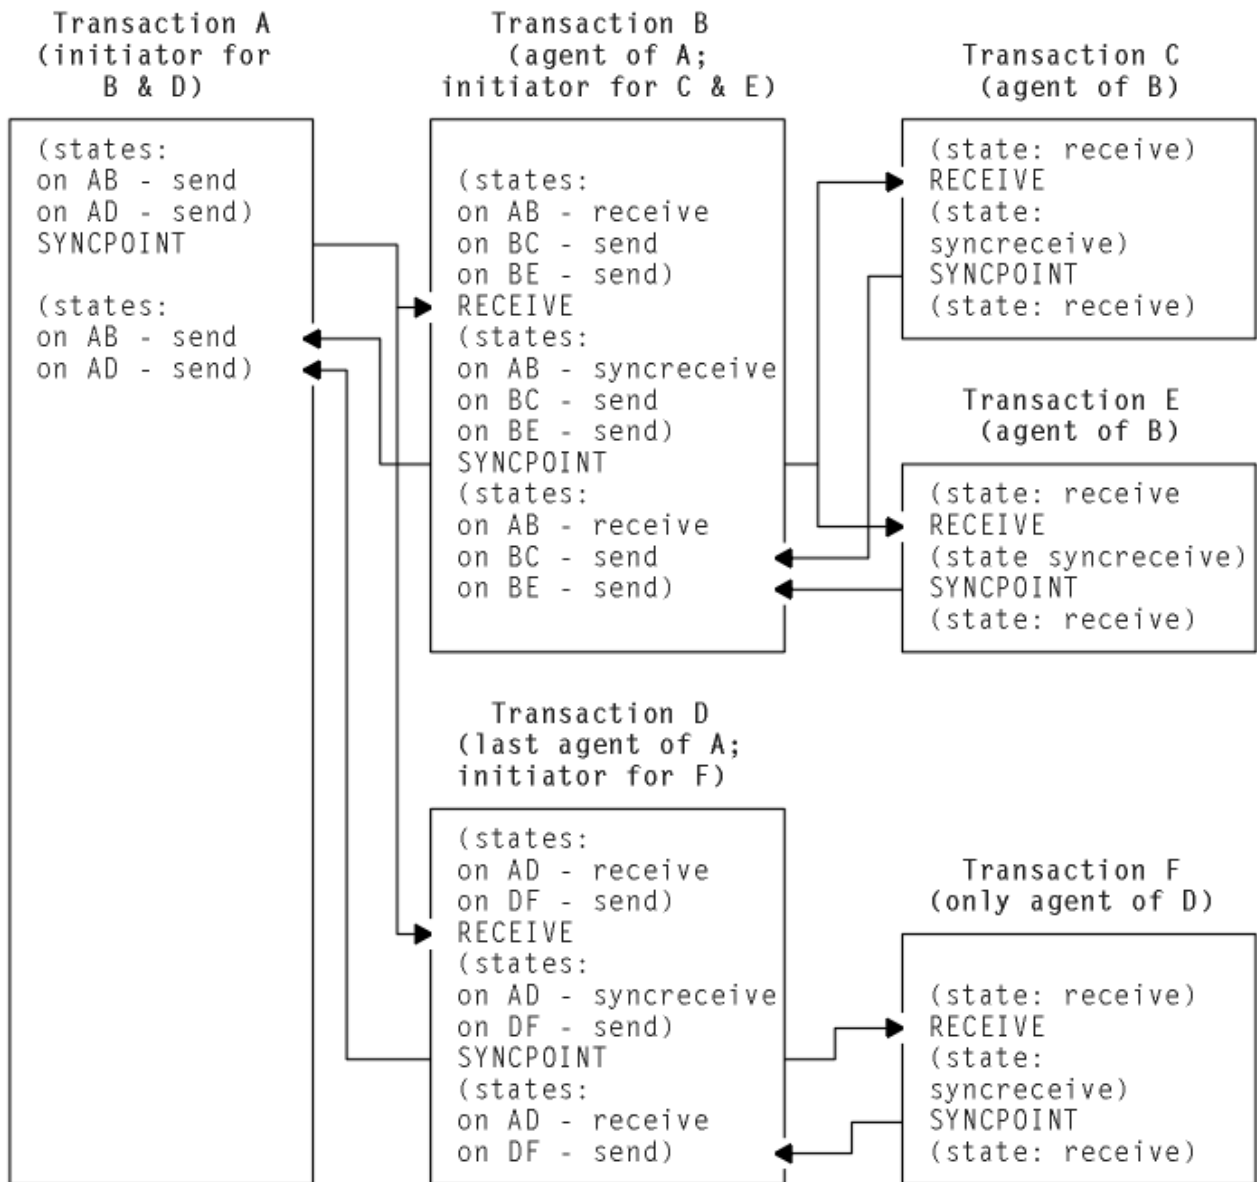 Transaction A
(initiator for
B & D)
(states:
on AB - send
on AD - send)
SYNCPOINT
(states:
on AB - send
on AD - send)
Transaction B
(agent of A;
initiator for C & E)
(states:
on AB - receive
on BC - send
on BE - send)
RECEIVE
(states:
on AB - syncreceive
on BC - send
on BE - send)
SYNCPOINT
(states:
on AB - receive
on BC - send
on BE - send)
Transaction C
(agent of B)
(state: receive)
RECEIVE
(state:
syncreceive)
SYNCPOINT
(state: receive)
Transaction E
(agent of B)
(state: receive
RECEIVE
(state syncreceive)
SYNCPOINT
(state: receive)
Transaction D
(last agent of A;
initiator for F)
(states:
on AD - receive
on DF - send)
RECEIVE
(states:
on AD - syncreceive
on DF - send)
SYNCPOINT
(states:
on AD - receive
on DF - send)
Transaction F
(only agent of D)
(state: receive)
RECEIVE
(state:
syncreceive)
SYNCPOINT
(state: receive)